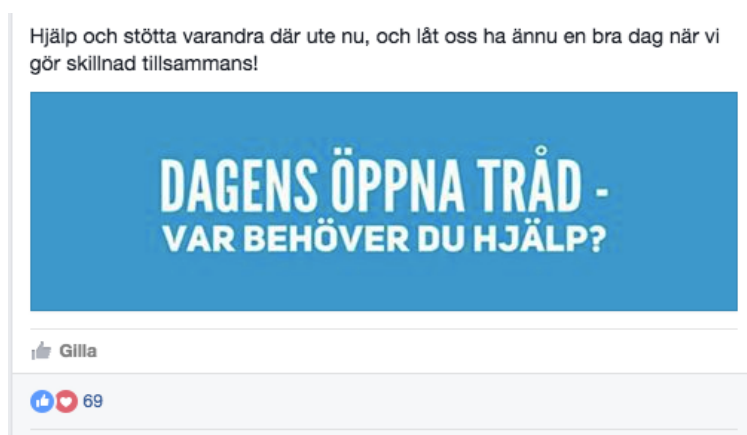 Hjälp och stötta varandra där ute nu, och låt oss ha ännu en bra dag när vi
gör skillnad tillsammans!
DAGENS ÖPPNA TRÅD -
VAR BEHÖVER DU HJÄLP?
Gilla
69